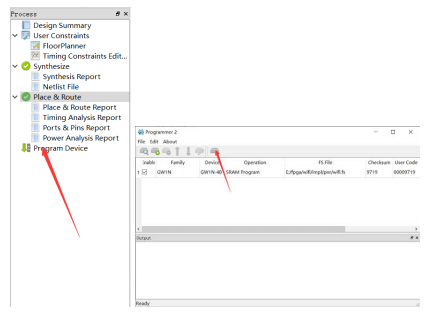 Process
Design Summary
User Constraints
FloorPlanner
Timing Constraints Edit...
Synthesize
Synthesis Report
Netlist File
Place & Route
Place & Route Report
Timing Analysis Report
Ports & Pins Report
Power Analysis Report
Program Device
Programmer 2
File Edit About
Enable Family Device Operation FS File Checksum User Code
1 GW1N GW1N-4B SRAM Program E:/fpga/wifi/impl/pnr/wifi.fs 9719 00009719
Output
Ready